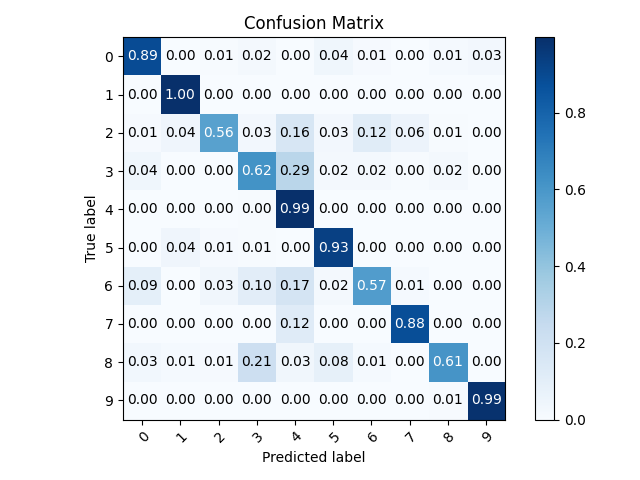 Confusion Matrix
0 0.89 0.00 0.01 0.02 0.00 0.04 0.01 0.00 0.01 0.03
1 0.00 1.00 0.00 0.00 0.00 0.00 0.00 0.00 0.00 0.00
2 0.01 0.04 0.56 0.03 0.16 0.03 0.12 0.06 0.01 0.00
3 0.04 0.00 0.00 0.62 0.29 0.02 0.02 0.00 0.02 0.00
4 0.00 0.00 0.00 0.00 0.99 0.00 0.00 0.00 0.00 0.00
5 0.00 0.04 0.01 0.01 0.00 0.93 0.00 0.00 0.00 0.00
6 0.09 0.00 0.03 0.10 0.17 0.02 0.57 0.01 0.00 0.00
7 0.00 0.00 0.00 0.00 0.12 0.00 0.00 0.88 0.00 0.00
8 0.03 0.01 0.01 0.21 0.03 0.08 0.01 0.00 0.61 0.00
9 0.00 0.00 0.00 0.00 0.00 0.00 0.00 0.00 0.01 0.99
0 1 2 3 4 5 6 7 8 9
Predicted label
True label
0.8
0.6
0.4
0.2
0.0